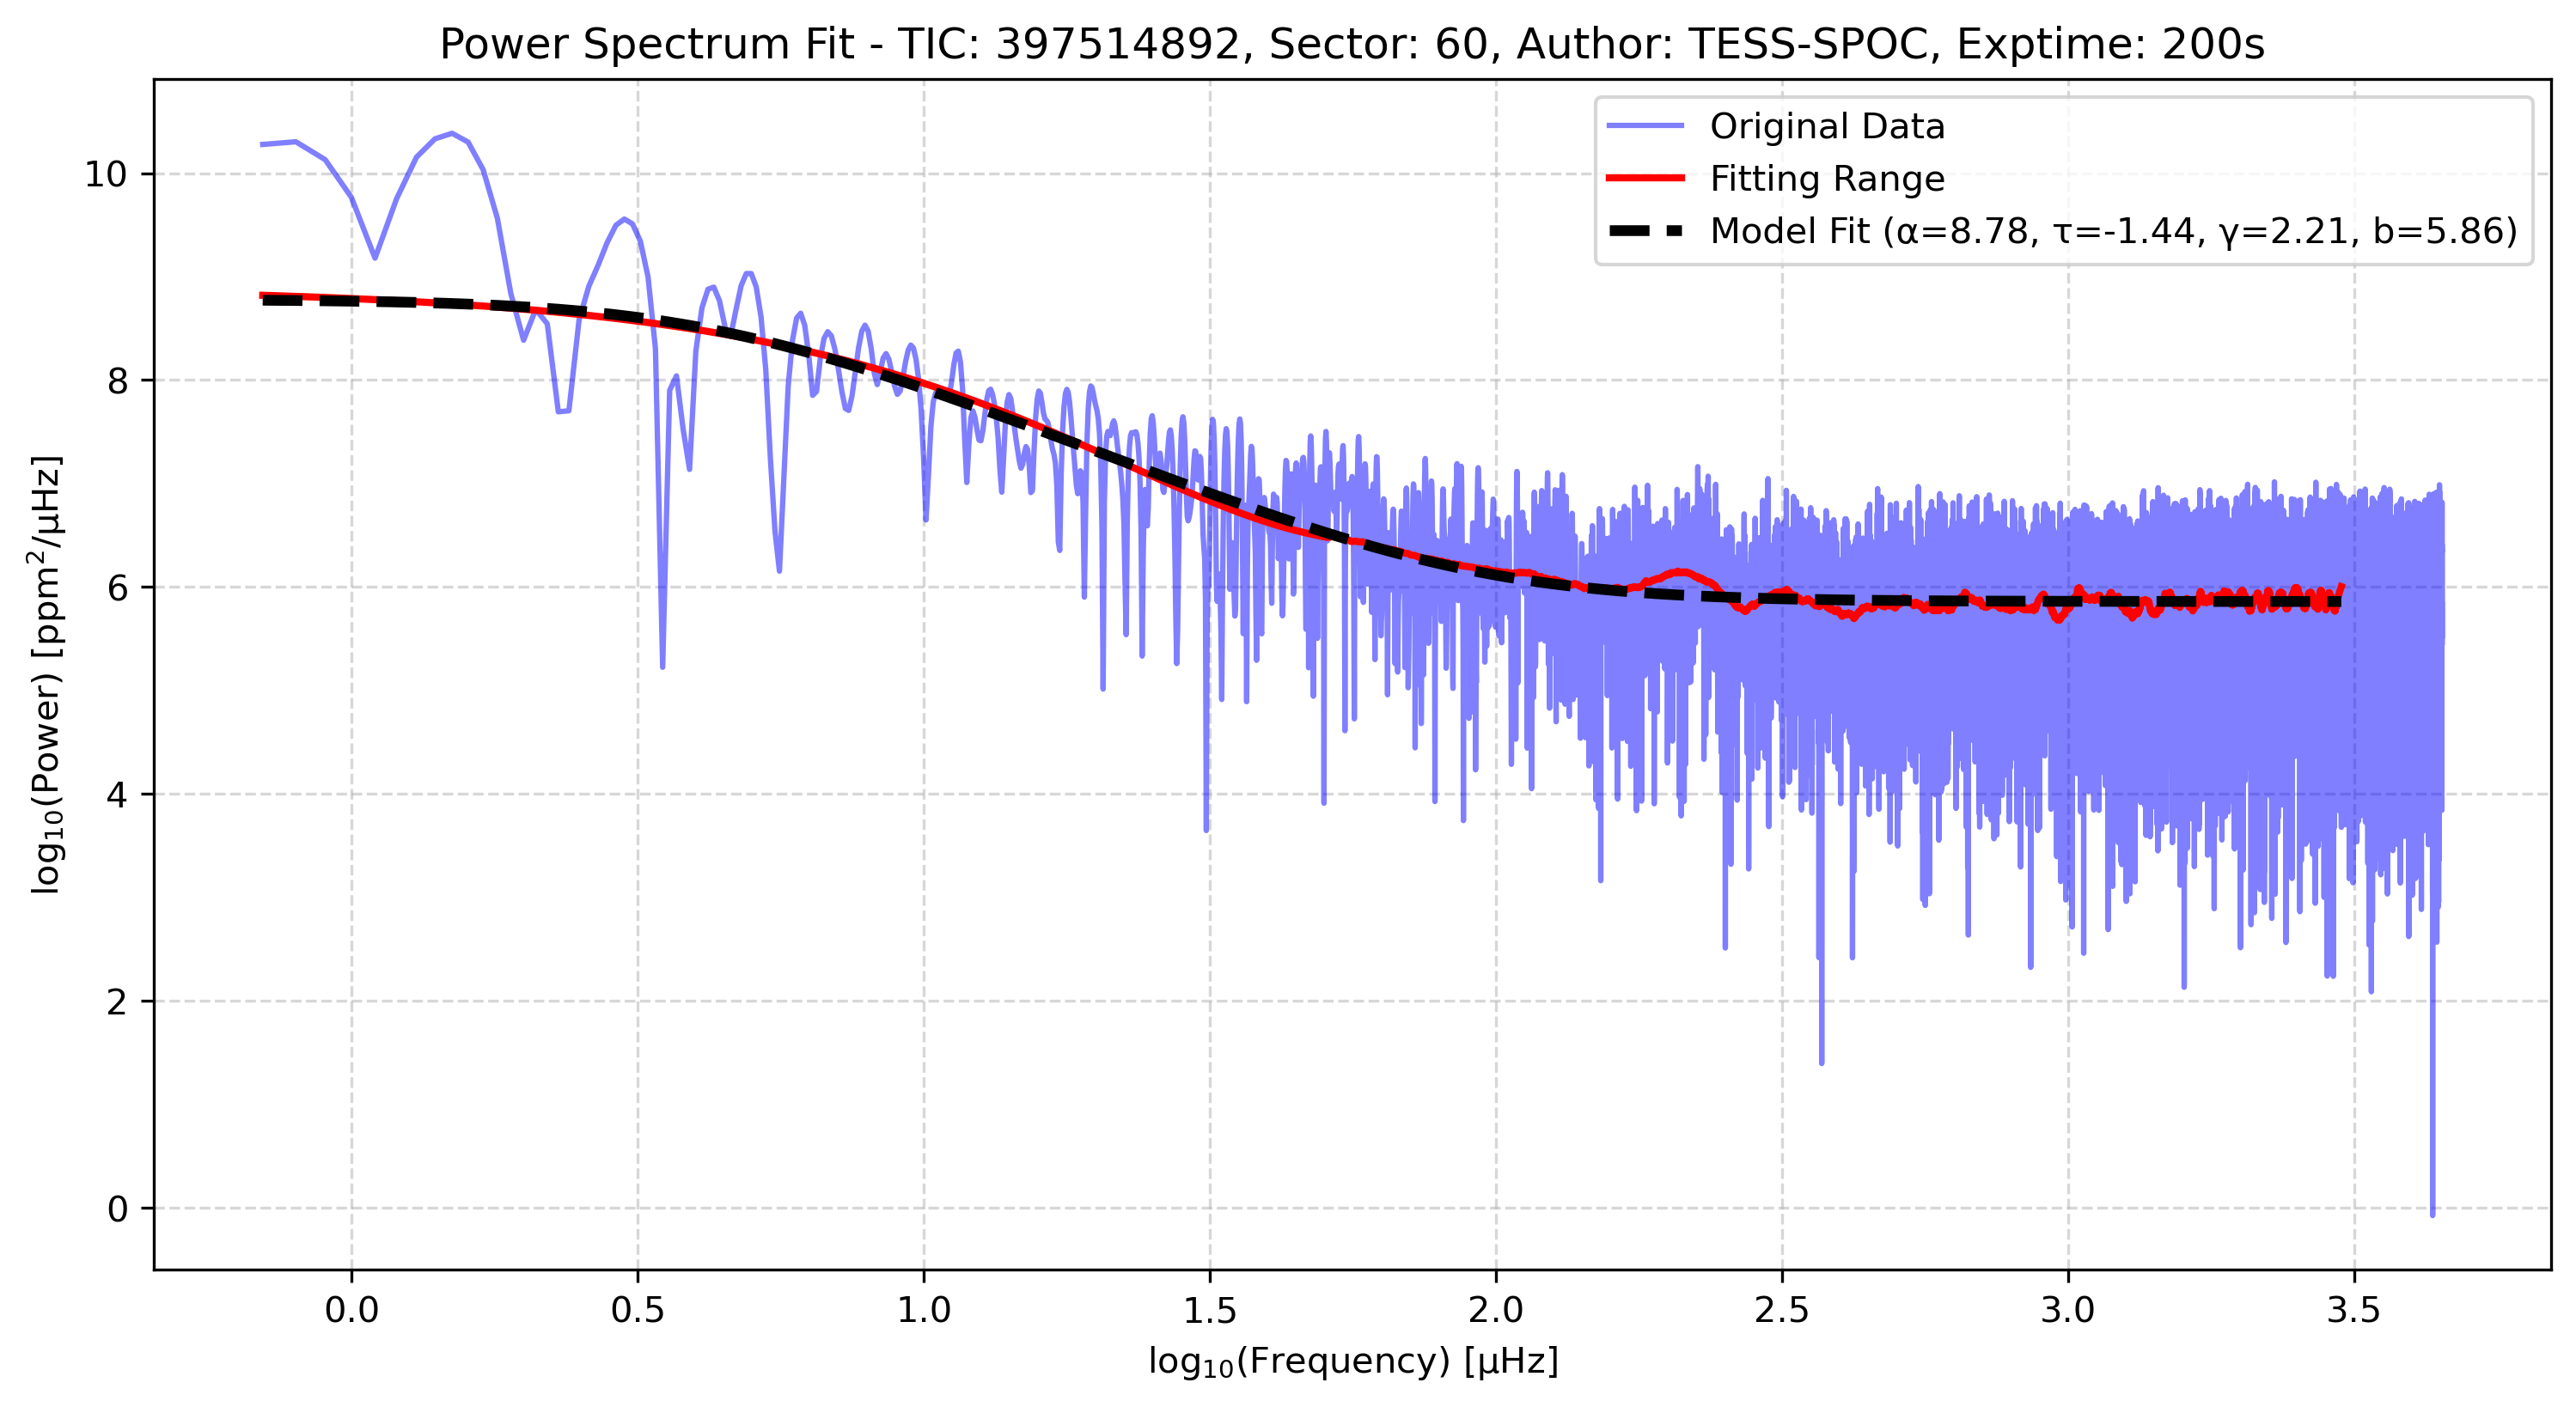 Power Spectrum Fit - TIC: 397514892, Sector: 60, Author: TESS-SPOC, Exptime: 200s
Original Data
Fitting Range
Model Fit (α=8.78, τ=-1.44, γ=2.21, b=5.86)
log₁₀(Power) [ppm²/μHz]
10
8
6
4
2
0
0.0 0.5 1.0 1.5 2.0 2.5 3.0 3.5
log₁₀(Frequency) [μHz]